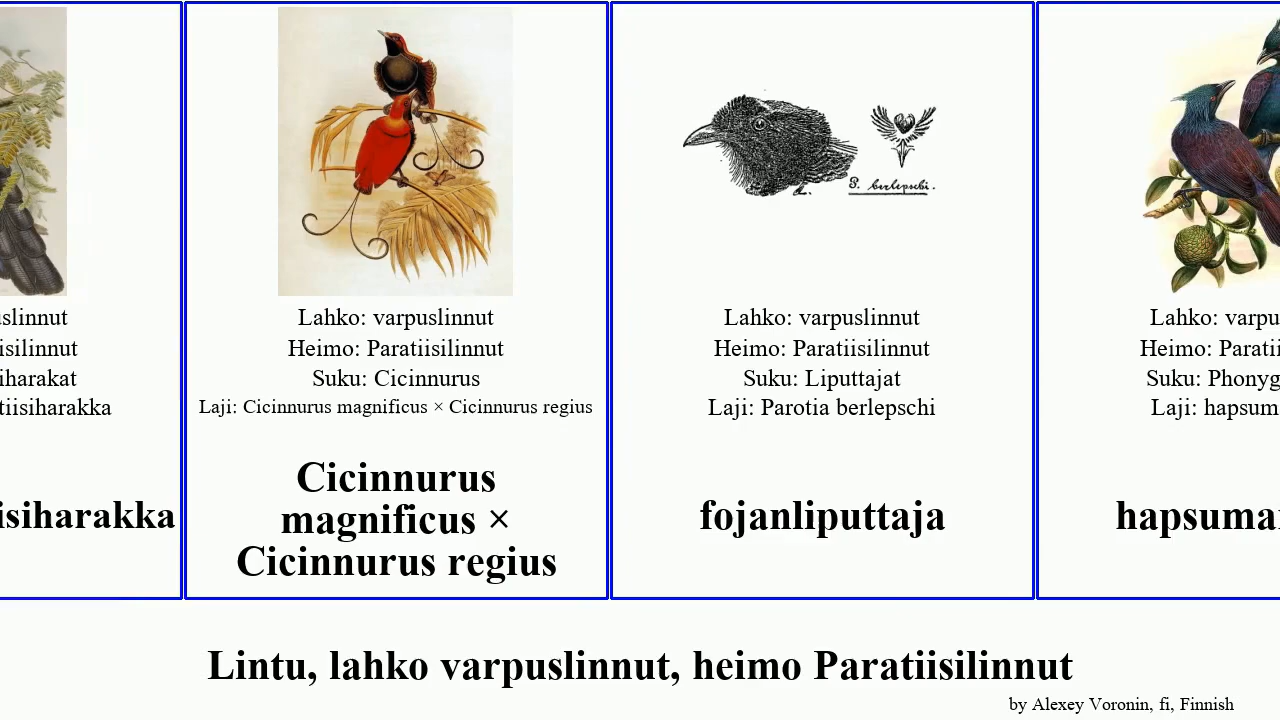 slinnut
isilinnut
iharakat
tiisiharakka
isiharakka
Lahko: varpuslinnut
Heimo: Paratiisilinnut
Suku: Cicinnurus
Laji: Cicinnurus magnificus × Cicinnurus regius
Cicinnurus
magnificus ×
Cicinnurus regius
P. berlepschi.
Lahko: varpuslinnut
Heimo: Paratiisilinnut
Suku: Liputtajat
Laji: Parotia berlepschi
fojanliputtaja
Lahko: varpu
Heimo: Parati
Suku: Phonyg
Laji: hapsum
hapsuma
Lintu, lahko varpuslinnut, heimo Paratiisilinnut
by Alexey Voronin, fi, Finnish